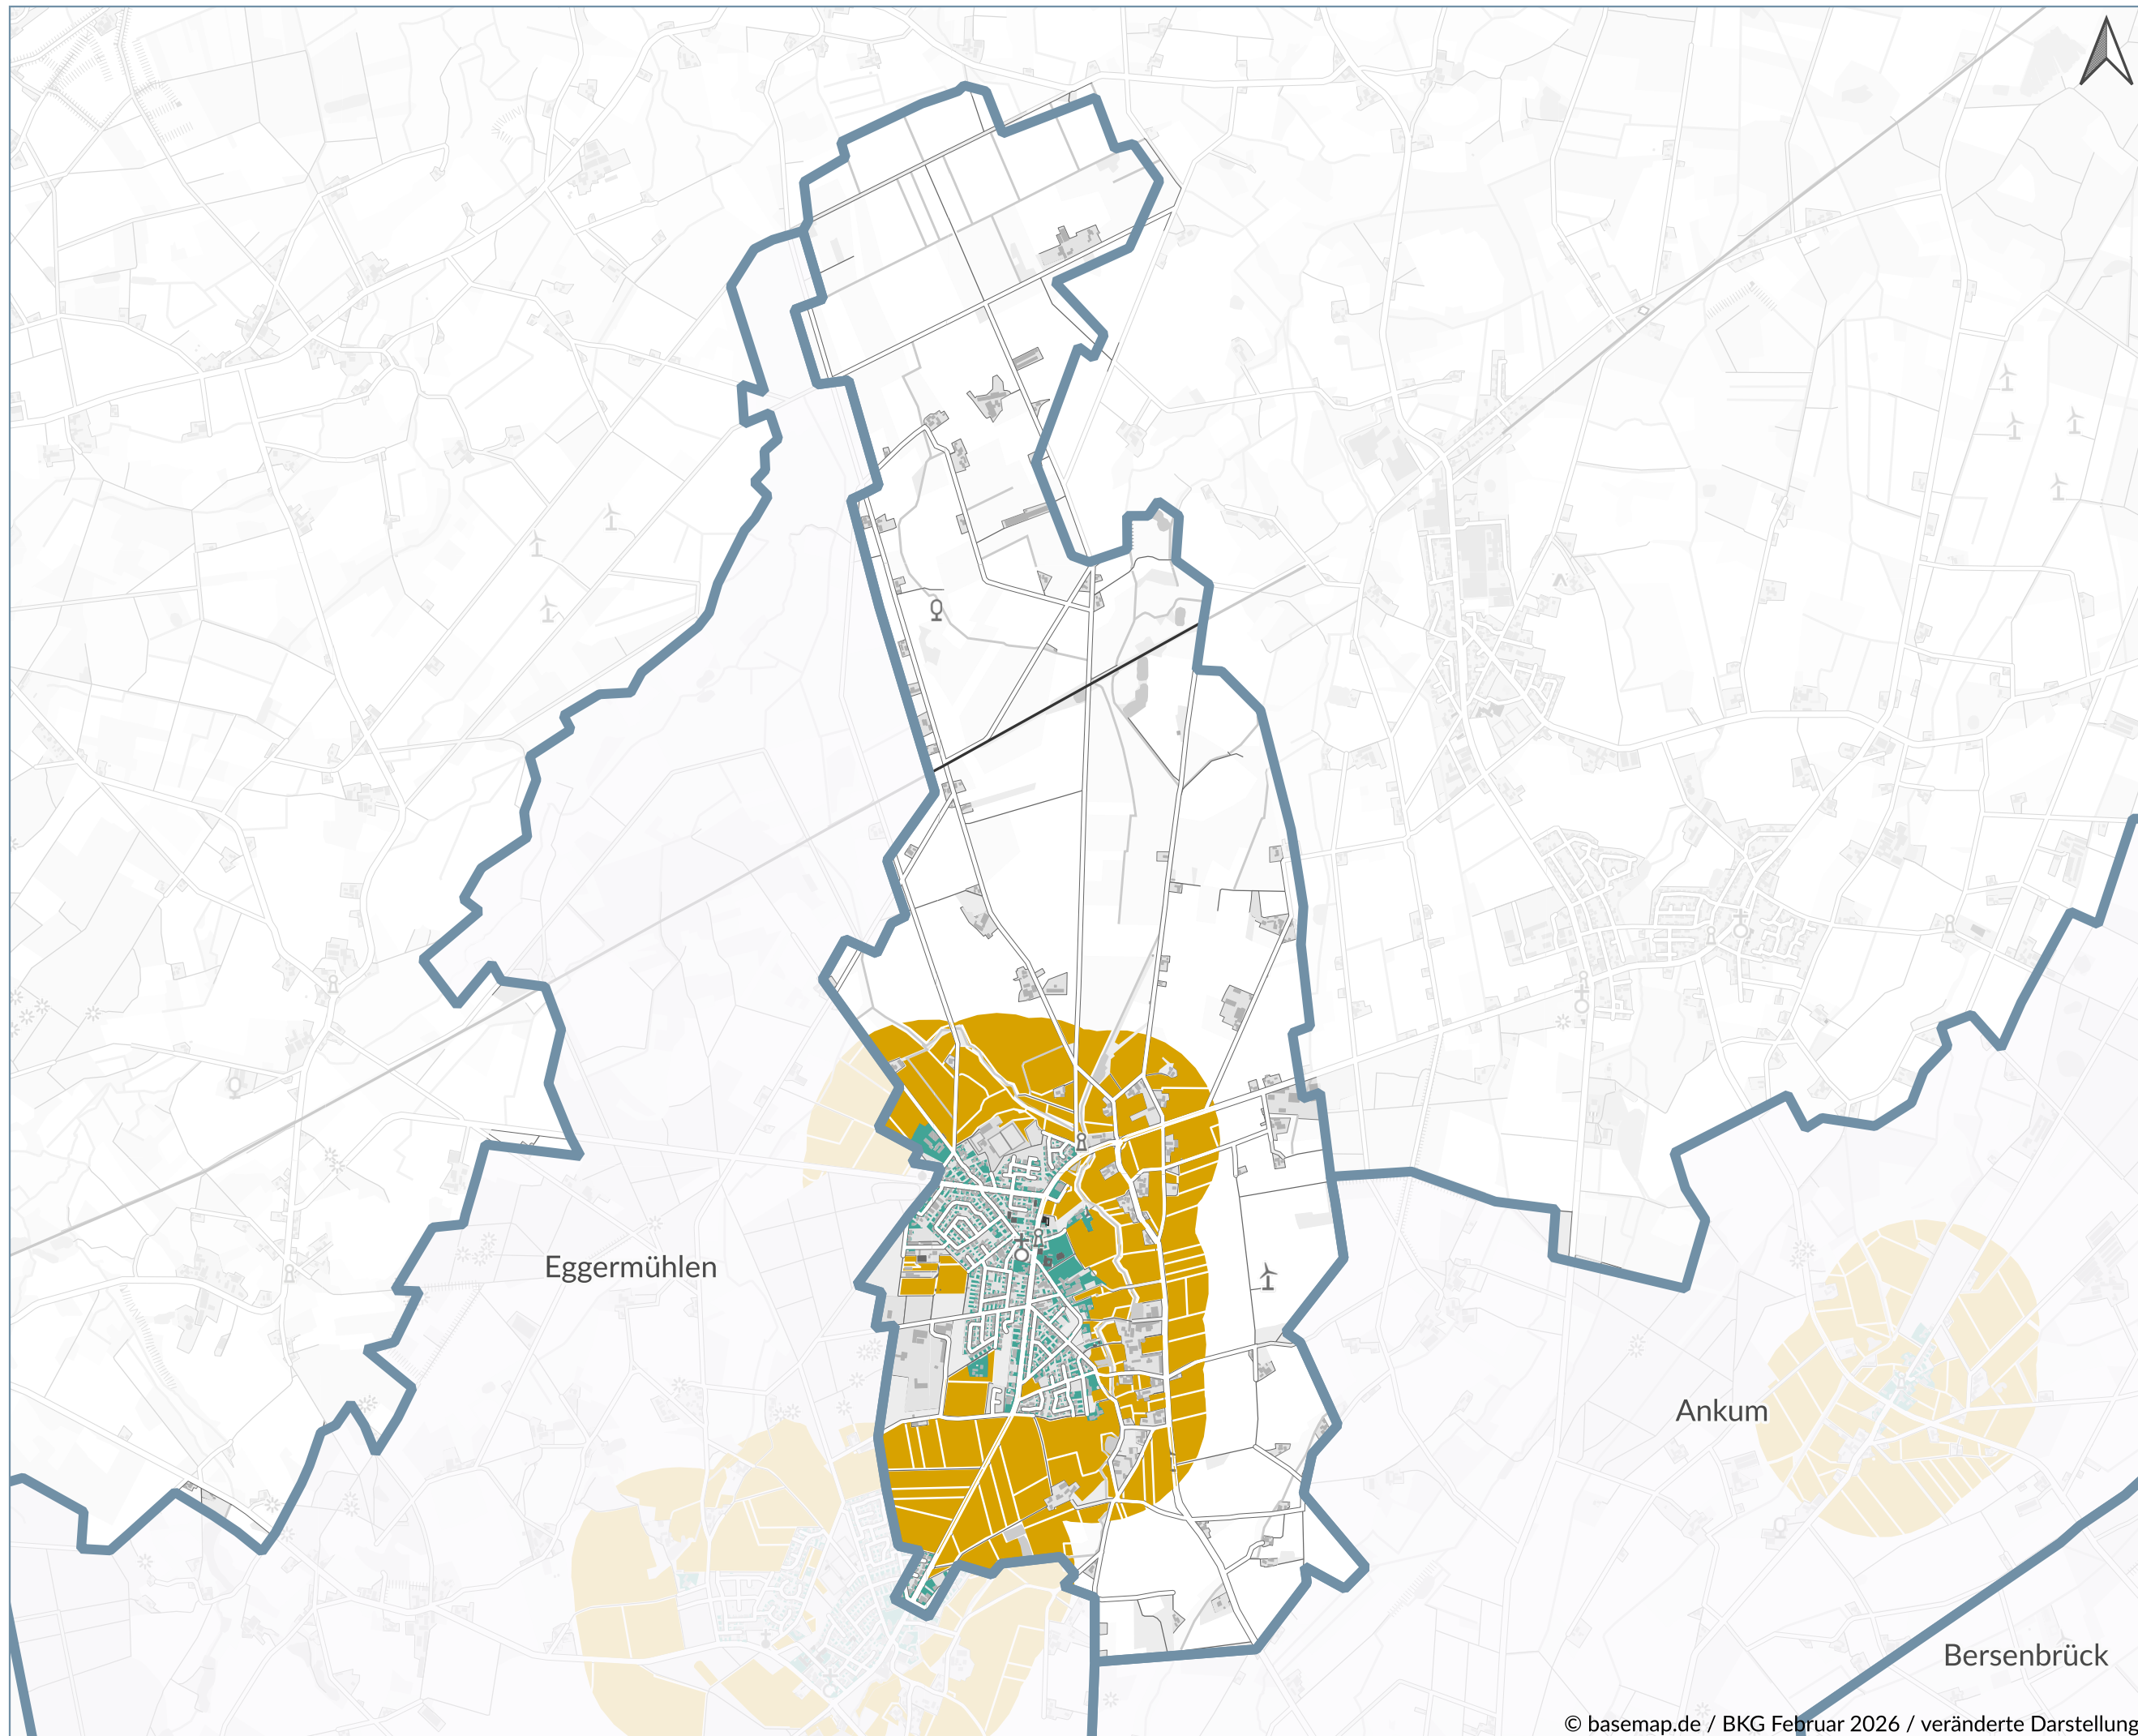 Eggermühlen
Ankum
Bersenbrück
© basemap.de / BKG Februar 2026 / veränderte Darstellung